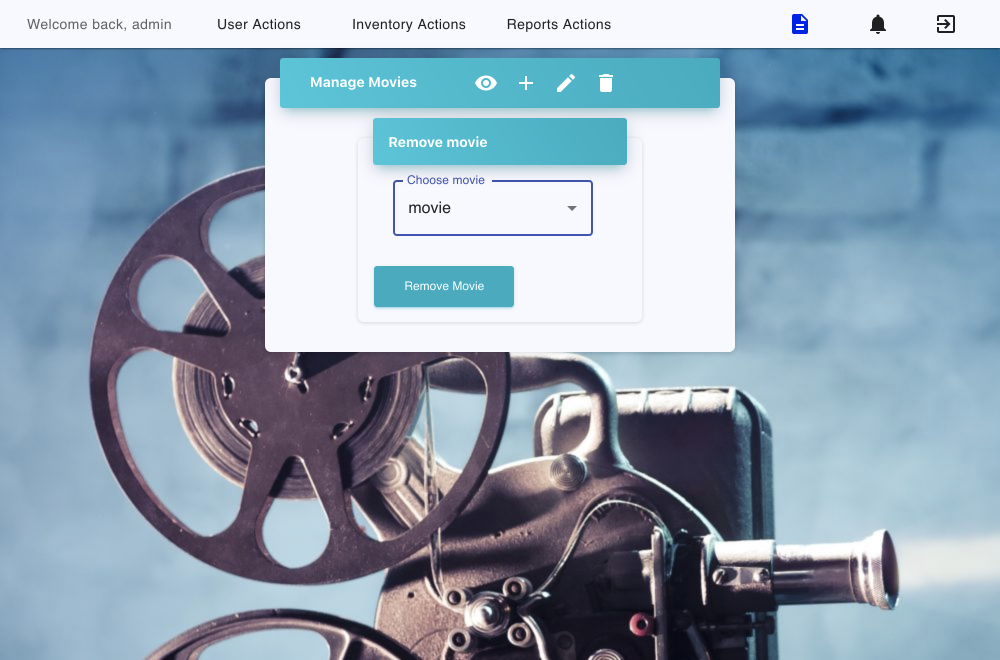 Welcome back, admin User Actions Inventory Actions Reports Actions
Manage Movies
Remove movie
Choose movie
movie
Remove Movie